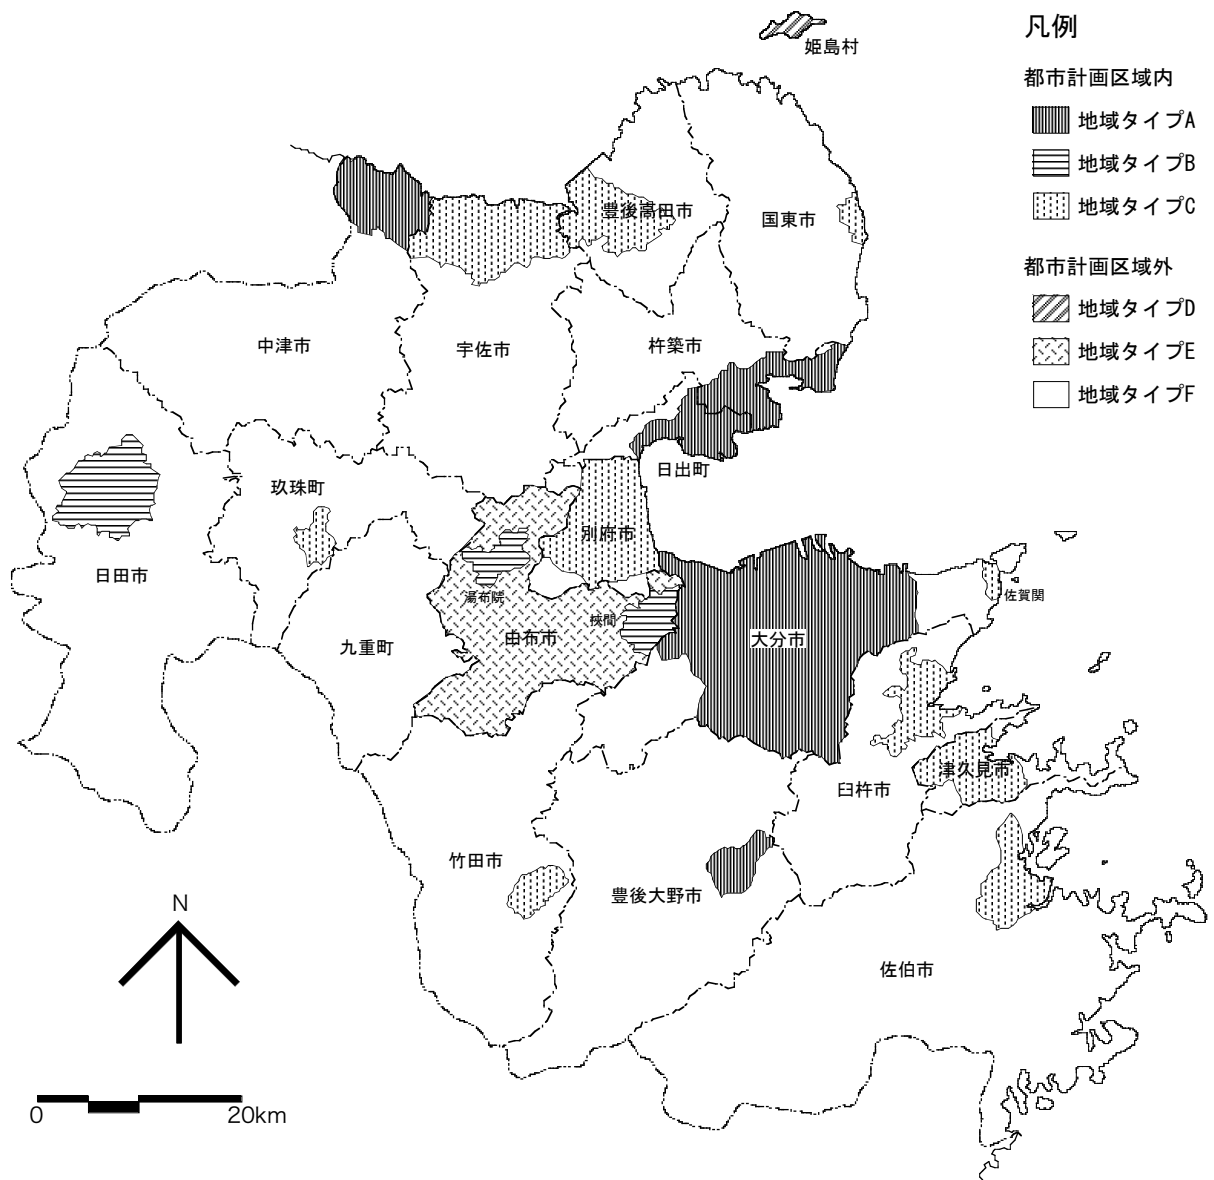 凡例
都市計画区域内
地域タイプA
地域タイプB
地域タイプC
都市計画区域外
地域タイプD
地域タイプE
地域タイプF
姫島村
豊後高田市
国東市
中津市
宇佐市
杵築市
日出町
玖珠町
別府市
日田市
湯布院
挾間
佐賀関
九重町
由布市
大分市
津久見市
臼杵市
竹田市
豊後大野市
佐伯市
N
0
20km